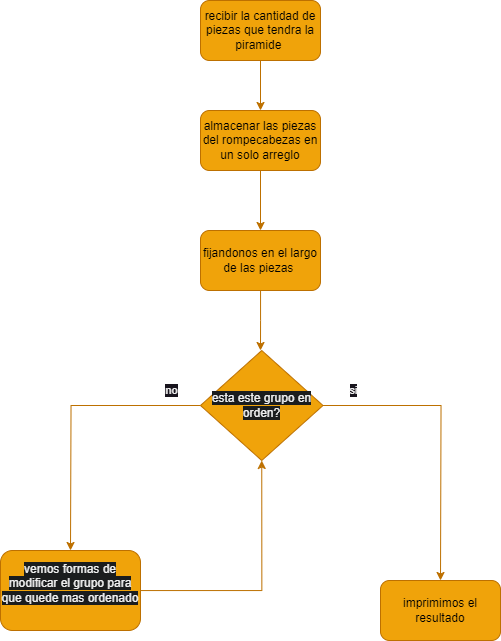 recibir la cantidad de
piezas que tendra la
piramide
almacenar las piezas
del rompecabezas en
un solo arreglo
fijandonos en el largo
de las piezas
no
esta este grupo en
orden?
si
vemos formas de
modificar el grupo para
que quede mas ordenado
imprimimos el
resultado